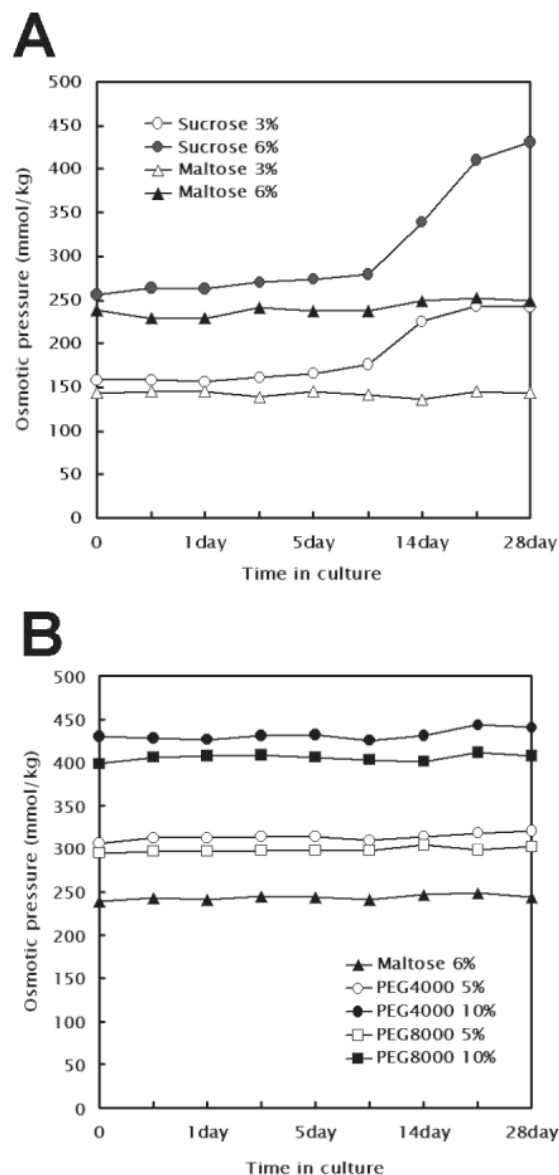 A
500
450
400
350
300
250
200
150
100
50
0
Osmotic pressure (mmol/kg)
Sucrose 3%
Sucrose 6%
Maltose 3%
Maltose 6%
0 1day 5day 14day 28day
Time in culture
B
500
450
400
350
300
250
200
150
100
50
0
Osmotic pressure (mmol/kg)
Maltose 6%
PEG4000 5%
PEG4000 10%
PEG8000 5%
PEG8000 10%
0 1day 5day 14day 28day
Time in culture